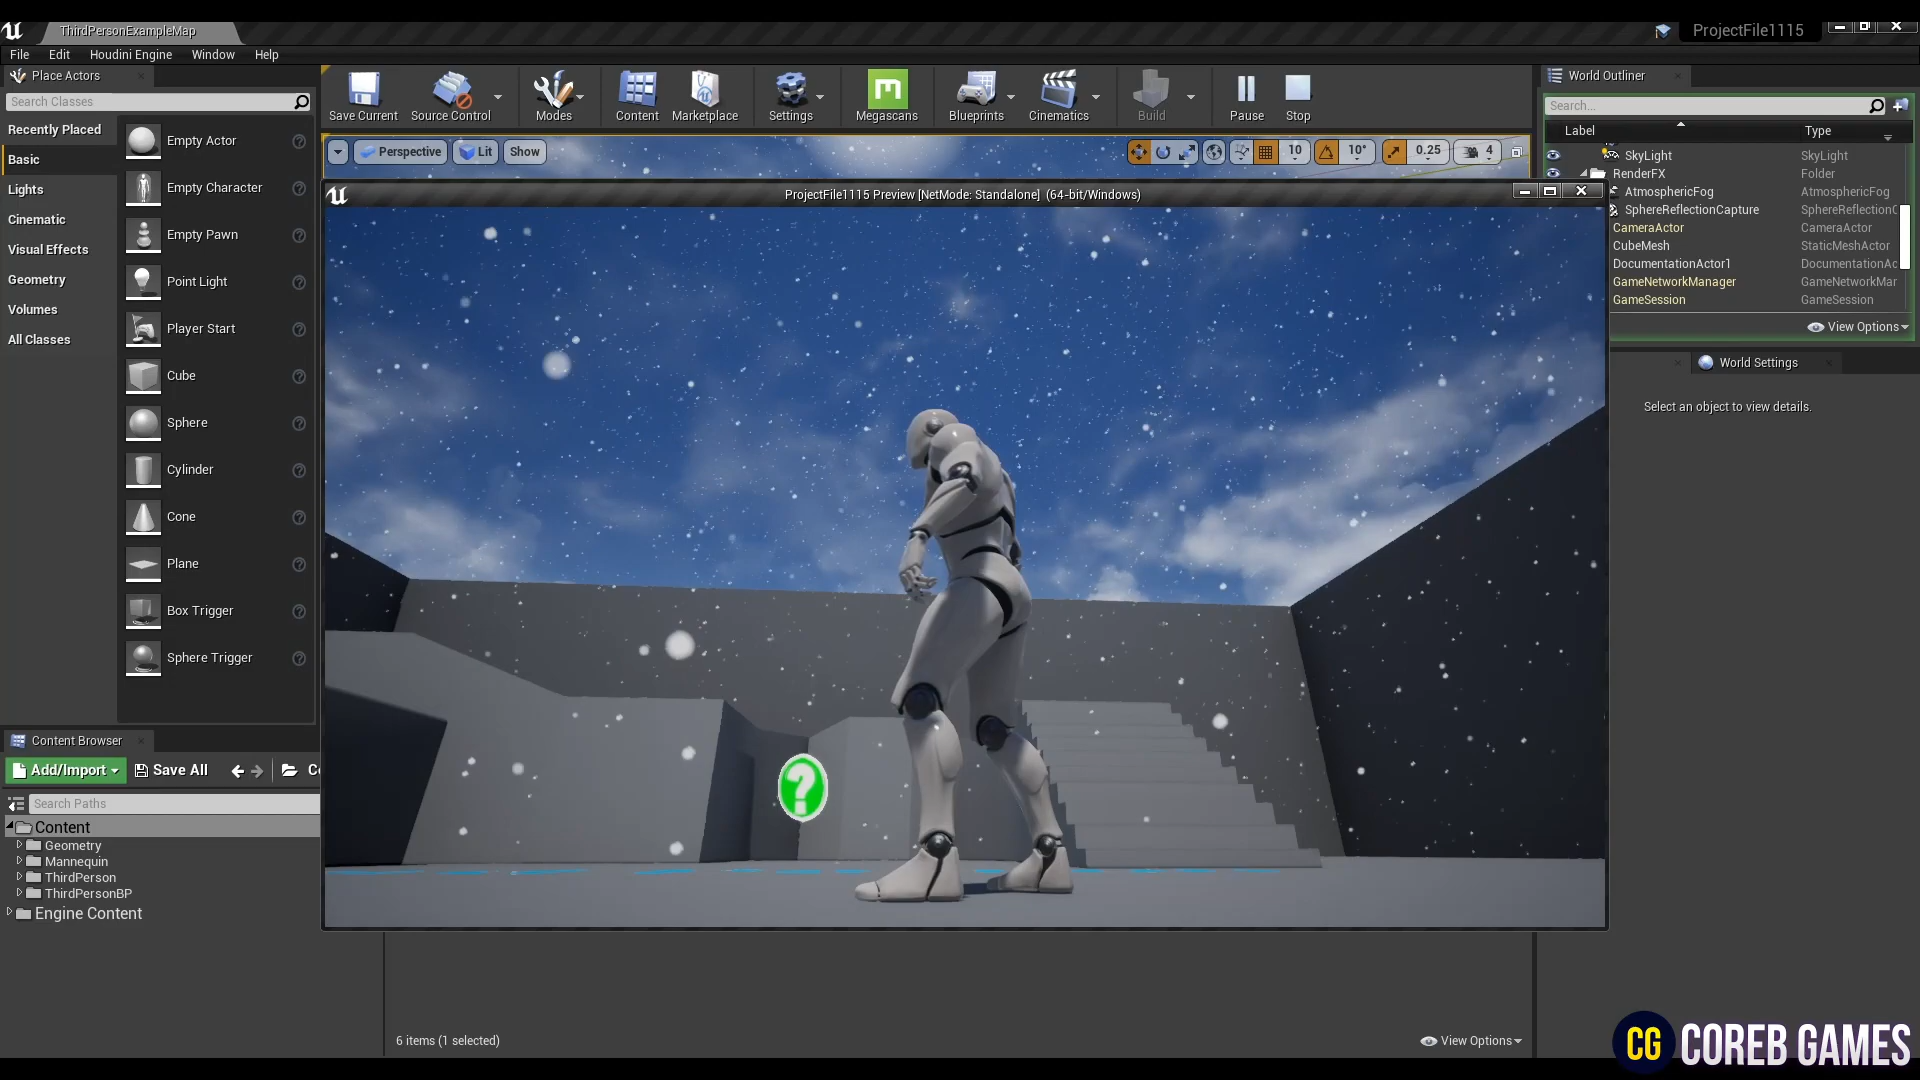 ThirdPersonExampleMap
ProjectFile1115
File Edit Houdini Engine Window Help
Place Actors
Search Classes
Recently Placed
Basic
Lights
Cinematic
Visual Effects
Geometry
Volumes
All Classes
Empty Actor
Empty Character
Empty Pawn
Point Light
Player Start
Cube
Sphere
Cylinder
Cone
Plane
Box Trigger
Sphere Trigger
Save Current Source Control Modes Content Marketplace Settings Megascans Blueprints Cinematics Build Pause Stop
Perspective Lit Show 10 10° 0.25 4
ProjectFile1115 Preview [NetMode: Standalone] (64-bit/Windows)
?
World Outliner
Search...
Label Type
SkyLight SkyLight
RenderFX Folder
AtmosphericFog AtmosphericFog
SphereReflectionCapture SphereReflectionC
CameraActor CameraActor
CubeMesh StaticMeshActor
DocumentationActor1 DocumentationAc
GameNetworkManager GameNetworkMar
GameSession GameSession
View Options
World Settings
Select an object to view details.
Content Browser
Add/Import Save All Co
Search Paths
Content
Geometry
Mannequin
ThirdPerson
ThirdPersonBP
Engine Content
6 items (1 selected)
View Options
CG COREB GAMES